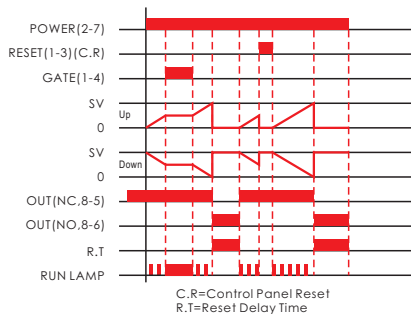 POWER(2-7)
RESET(1-3)(C.R)
GATE(1-4)
SV
Up
0
SV
Down
0
OUT(NC,8-5)
OUT(NO,8-6)
R.T
RUN LAMP
C.R=Control Panel Reset
R.T=Reset Delay Time